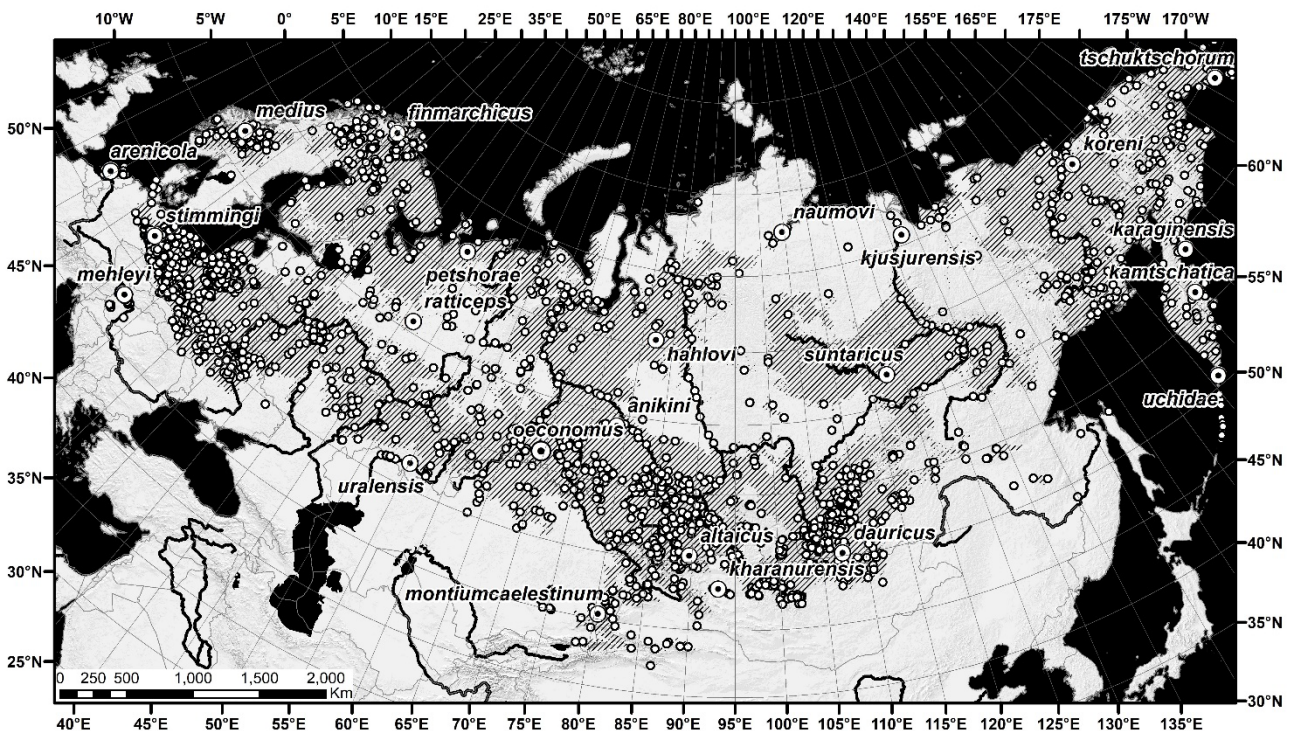 10°W 5°W 0° 5°E 10°E 15°E 25°E 35°E 50°E 65°E 80°E 100°E 120°E 140°E 155°E 165°E 175°E 175°W 170°W
tschuktschorum
medius
finmarchicus
50°N
arenicola
koreni
60°N
stimmingi
naumovi
karaginensis
45°N
mehleyi
petshorae
kjusjurensis
kamtschatica
55°N
ratticeps
hahlovi
suntaricus
40°N
50°N
anikini
uchidae
oeconomus
45°N
35°N
uralensis
altaicus
dauricus
40°N
30°N
kharanurensis
montiumcaelestinum
35°N
25°N
0 250 500 1,000 1,500 2,000
Km
30°N
40°E 45°E 50°E 55°E 60°E 65°E 70°E 75°E 80°E 85°E 90°E 95°E 100°E 105°E 110°E 115°E 120°E 125°E 130°E 135°E